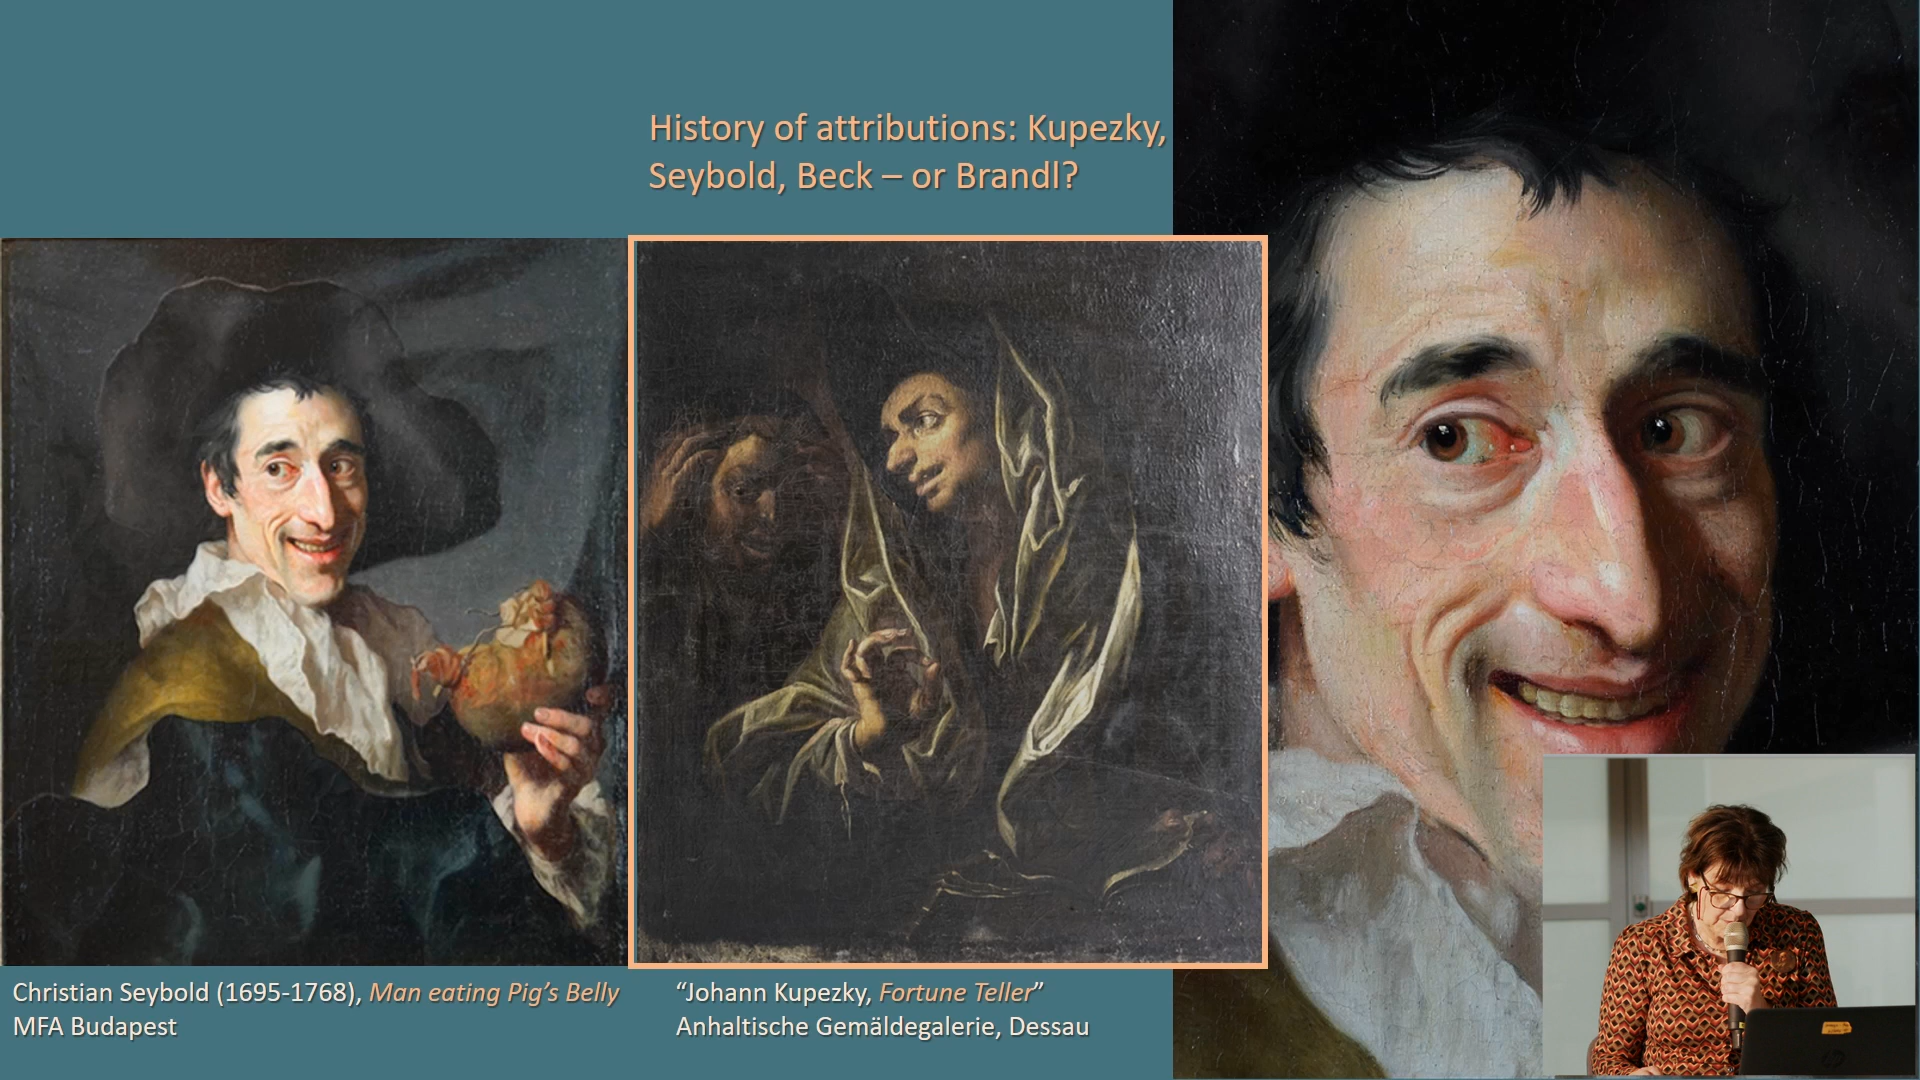 History of attributions: Kupezky,
Seybold, Beck – or Brandl?
Christian Seybold (1695-1768), Man eating Pig’s Belly
MFA Budapest
“Johann Kupezky, Fortune Teller”
Anhaltische Gemäldegalerie, Dessau